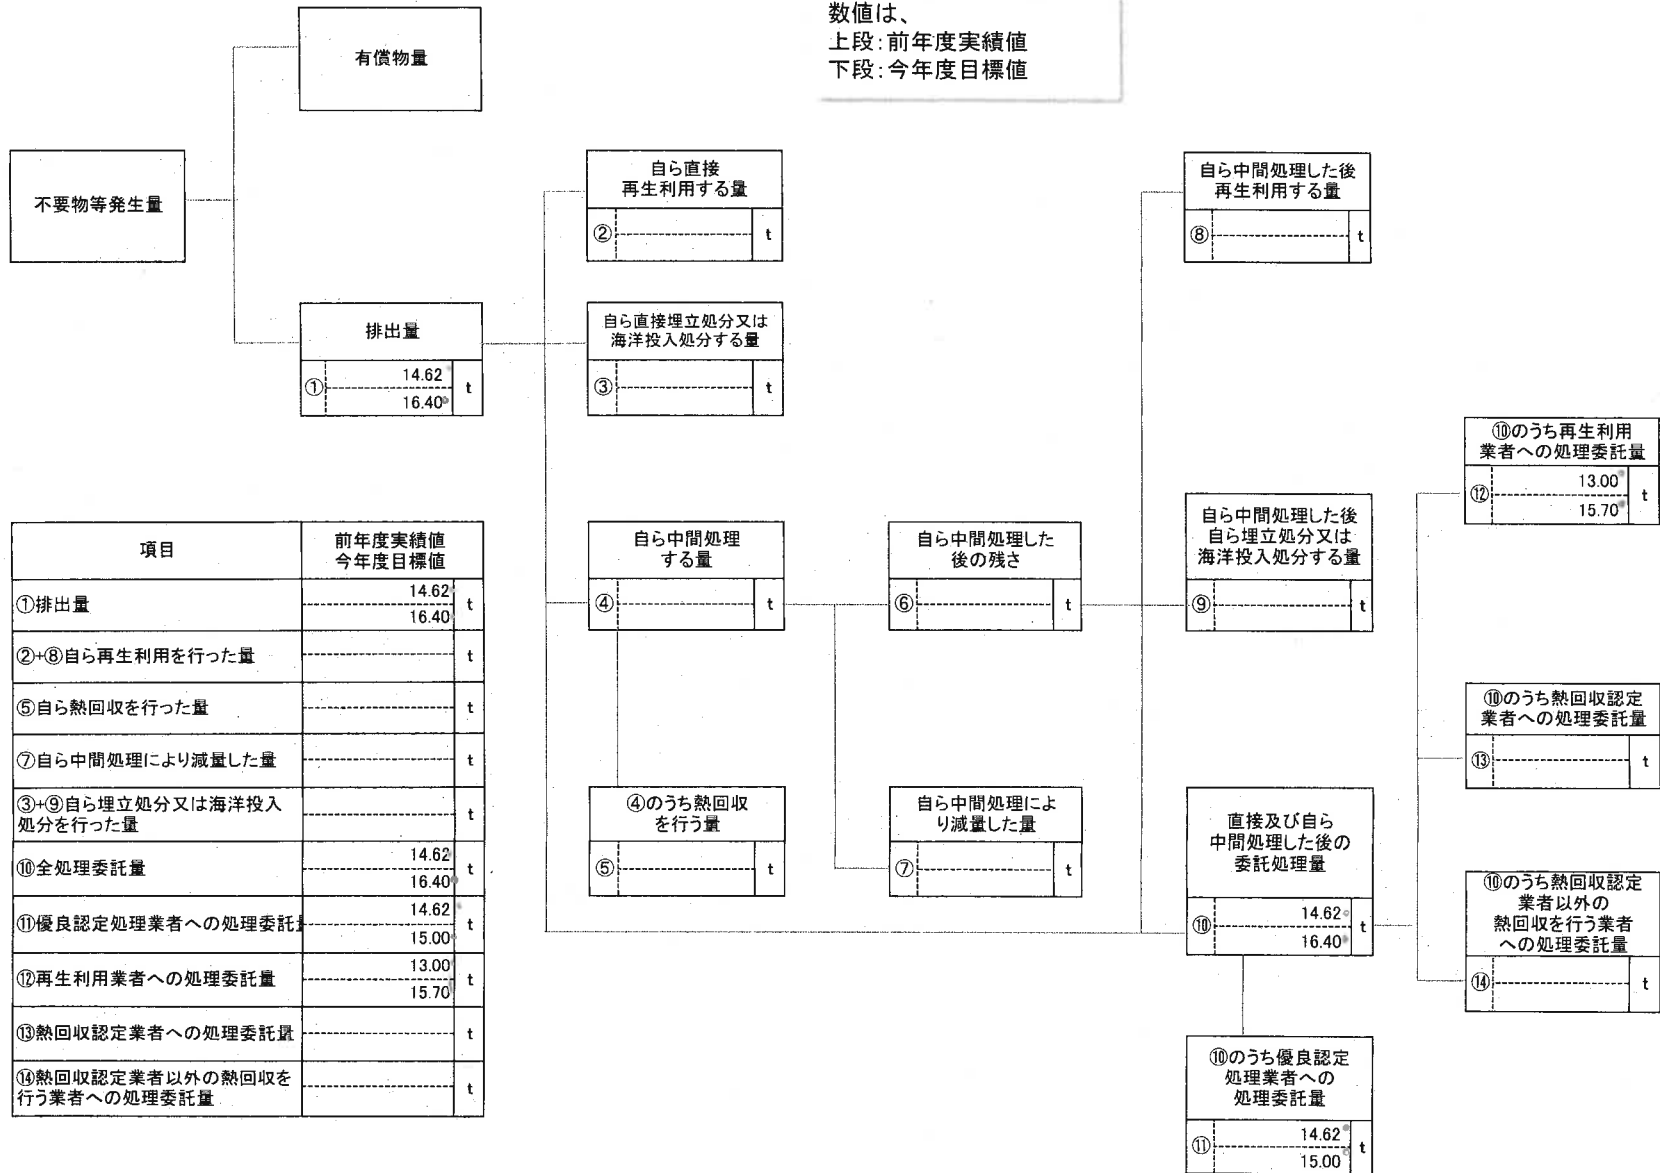 数値は、
上段:前年度実績値
下段:今年度目標値
有償物量
不要物等発生量
排出量
① 14.62 t
16.40
自ら直接
再生利用する量
② t
自ら直接埋立処分又は
海洋投入処分する量
③ t
自ら中間処理
する量
④ t
④のうち熱回収
を行う量
⑤ t
自ら中間処理した
後の残さ
⑥ t
自ら中間処理によ
り減量した量
⑦ t
自ら中間処理した後
再生利用する量
⑧ t
自ら中間処理した後
自ら埋立処分又は
海洋投入処分する量
⑨ t
直接及び自ら
中間処理した後の
委託処理量
⑩ 14.62 t
16.40
⑩のうち優良認定
処理業者への
処理委託量
⑪ 14.62 t
15.00
⑩のうち再生利用
業者への処理委託量
⑫ 13.00 t
15.70
⑩のうち熱回収認定
業者への処理委託量
⑬ t
⑩のうち熱回収認定
業者以外の
熱回収を行う業者
への処理委託量
⑭ t
項目 前年度実績値
今年度目標値
①排出量 14.62 t
16.40
②+⑧自ら再生利用を行った量 t
⑤自ら熱回収を行った量 t
⑦自ら中間処理により減量した量 t
③+⑨自ら埋立処分又は海洋投入
処分を行った量 t
⑩全処理委託量 14.62 t
16.40
⑪優良認定処理業者への処理委託量 14.62 t
15.00
⑫再生利用業者への処理委託量 13.00 t
15.70
⑬熱回収認定業者への処理委託量 t
⑭熱回収認定業者以外の熱回収を
行う業者への処理委託量 t